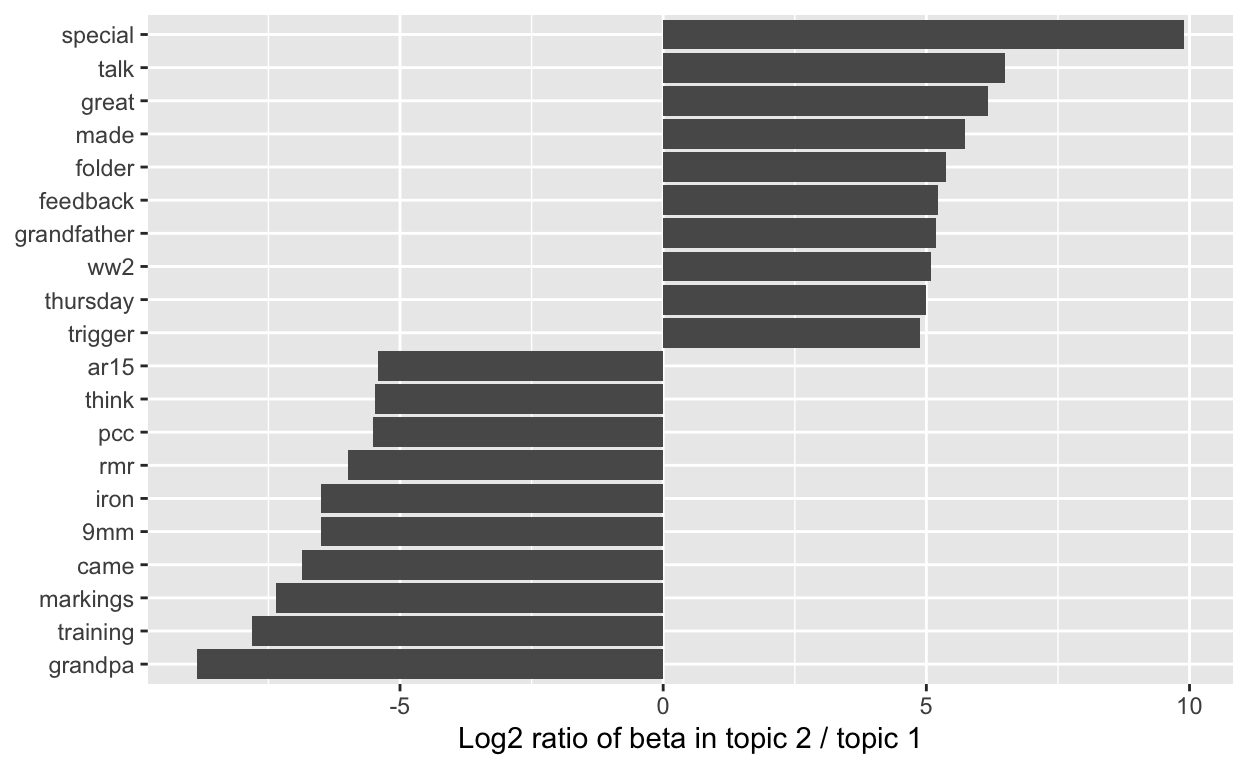 special
talk
great
made
folder
feedback
grandfather
ww2
thursday
trigger
ar15
think
pcc
rmr
iron
9mm
came
markings
training
grandpa
-5 0 5 10
Log2 ratio of beta in topic 2 / topic 1